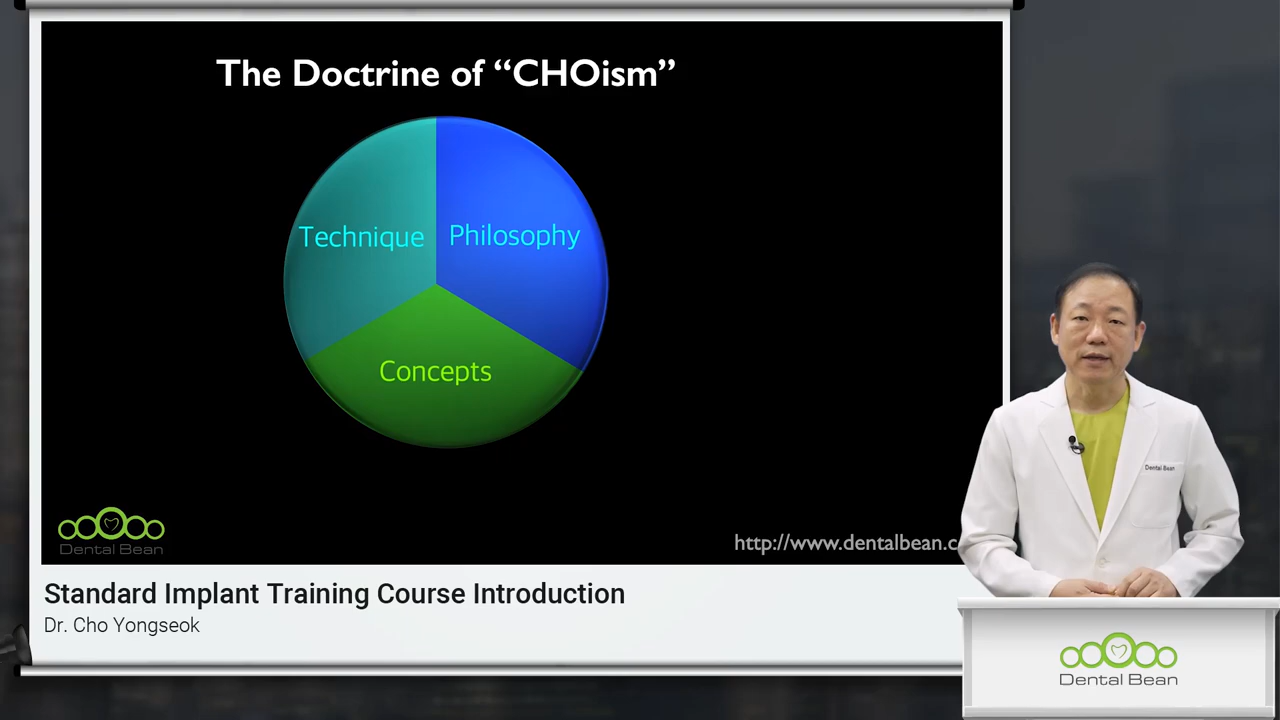 The Doctrine of “CHOism”
Technique
Philosophy
Concepts
Dental Bean
http://www.dentalbean.c
Standard Implant Training Course Introduction
Dr. Cho Yongseok
Dental Bean
Dental Bean